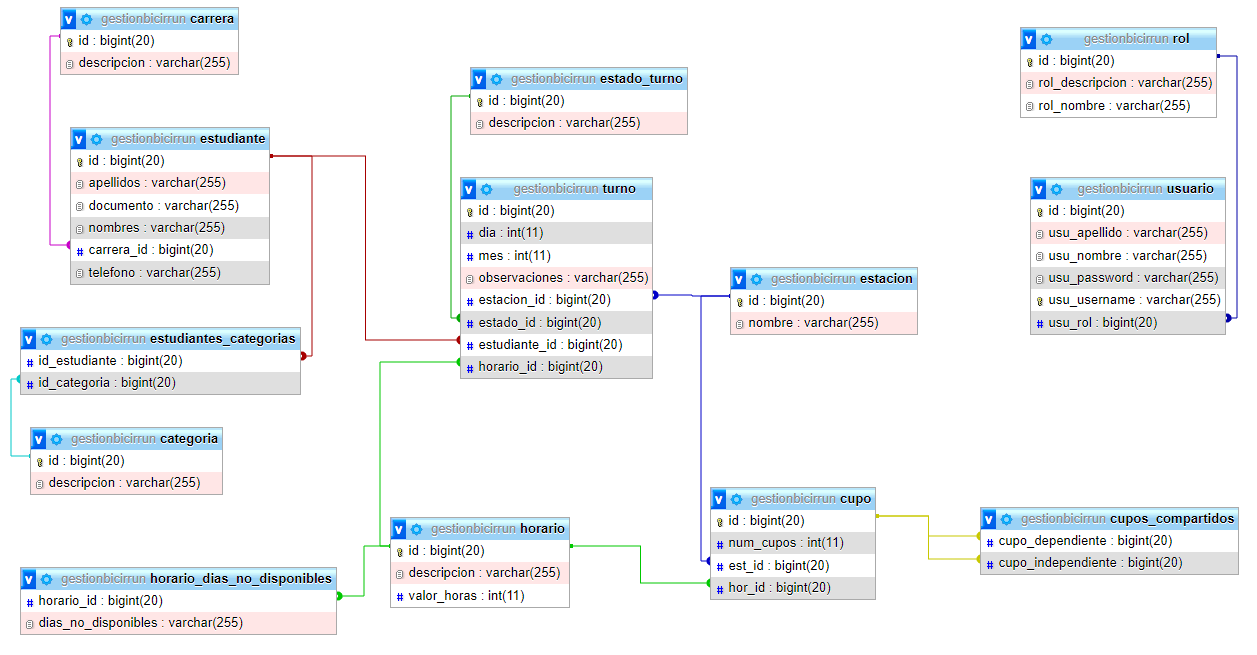 gestionbicirrun carrera
id : bigint(20)
descripcion : varchar(255)
gestionbicirrun estudiante
id : bigint(20)
apellidos : varchar(255)
documento : varchar(255)
nombres : varchar(255)
carrera_id : bigint(20)
telefono : varchar(255)
gestionbicirrun estudiantes_categorias
id_estudiante : bigint(20)
id_categoria : bigint(20)
gestionbicirrun categoria
id : bigint(20)
descripcion : varchar(255)
gestionbicirrun horario_dias_no_disponibles
horario_id : bigint(20)
dias_no_disponibles : varchar(255)
gestionbicirrun estado_turno
id : bigint(20)
descripcion : varchar(255)
gestionbicirrun turno
id : bigint(20)
dia : int(11)
mes : int(11)
observaciones : varchar(255)
estacion_id : bigint(20)
estado_id : bigint(20)
estudiante_id : bigint(20)
horario_id : bigint(20)
gestionbicirrun horario
id : bigint(20)
descripcion : varchar(255)
valor_horas : int(11)
gestionbicirrun estacion
id : bigint(20)
nombre : varchar(255)
gestionbicirrun cupo
id : bigint(20)
num_cupos : int(11)
est_id : bigint(20)
hor_id : bigint(20)
gestionbicirrun rol
id : bigint(20)
rol_descripcion : varchar(255)
rol_nombre : varchar(255)
gestionbicirrun usuario
id : bigint(20)
usu_apellido : varchar(255)
usu_nombre : varchar(255)
usu_password : varchar(255)
usu_username : varchar(255)
usu_rol : bigint(20)
gestionbicirrun cupos_compartidos
cupo_dependiente : bigint(20)
cupo_independiente : bigint(20)